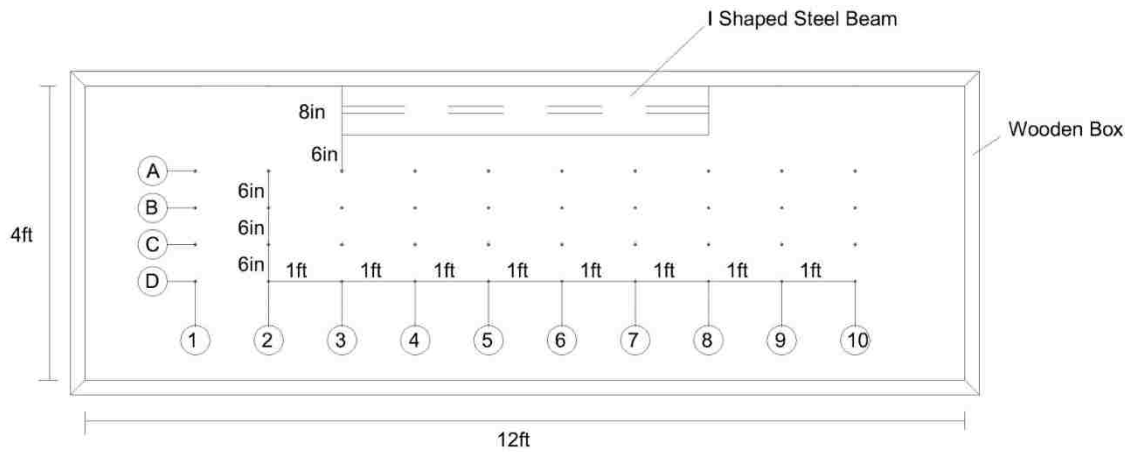 I Shaped Steel Beam
8in
Wooden Box
6in
A
6in
B
6in
C
4ft
6in
D
1ft 1ft 1ft 1ft 1ft 1ft 1ft 1ft
1 2 3 4 5 6 7 8 9 10
12ft